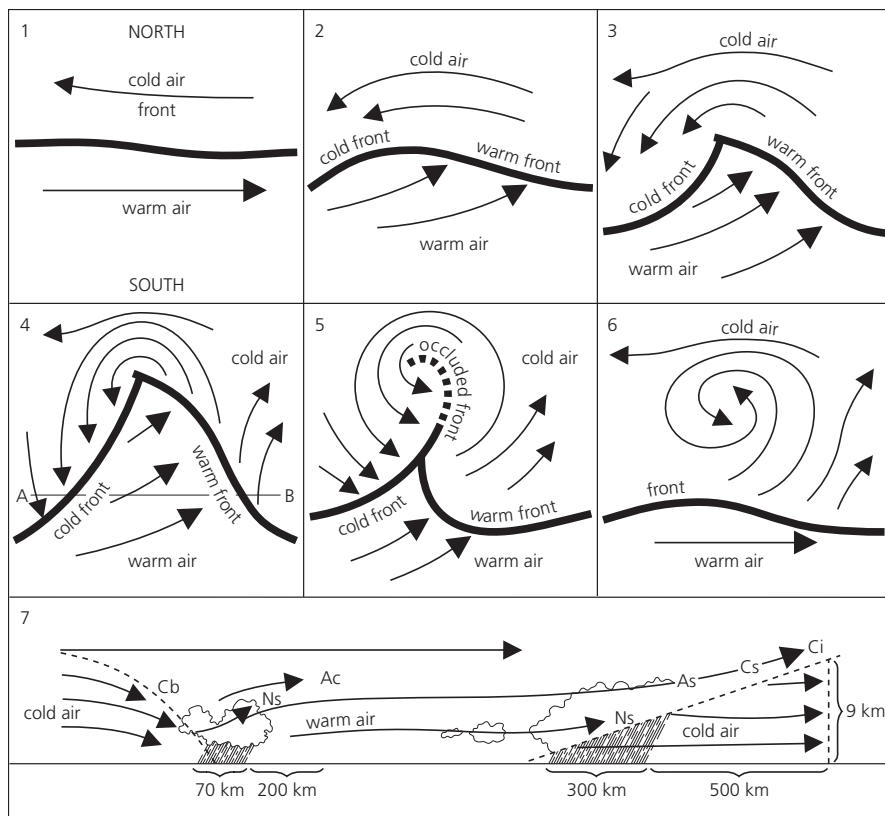 1
NORTH
cold air
front
warm air
SOUTH
2
cold air
cold front
warm front
warm air
3
cold air
cold front
warm front
warm air
4
cold air
A
B
cold front
warm front
warm air
5
occluded front
cold air
cold front
warm front
warm air
6
cold air
front
warm air
7
Ci
Cs
As
Ac
Cb
Ns
cold air
warm air
Ns
cold air
9 km
70 km
200 km
300 km
500 km